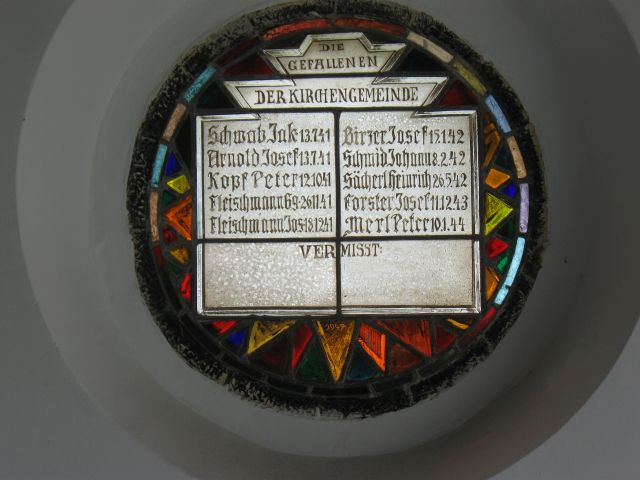 DIE
GEFALLENEN
DER KIRCHENGEMEINDE
Schwab Jak 13.7.41
Arnold Josef 13.7.41
Kopf Peter 12.10.41
Fleischmann Gg. 26.11.41
Fleischmann Jos. 18.12.41
Birzer Josef 15.1.42
Schmid Johann 8.2.42
Sächerl Heinrich 26.5.42
Forster Josef 11.12.43
Merl Peter 10.1.44
VERMISST: